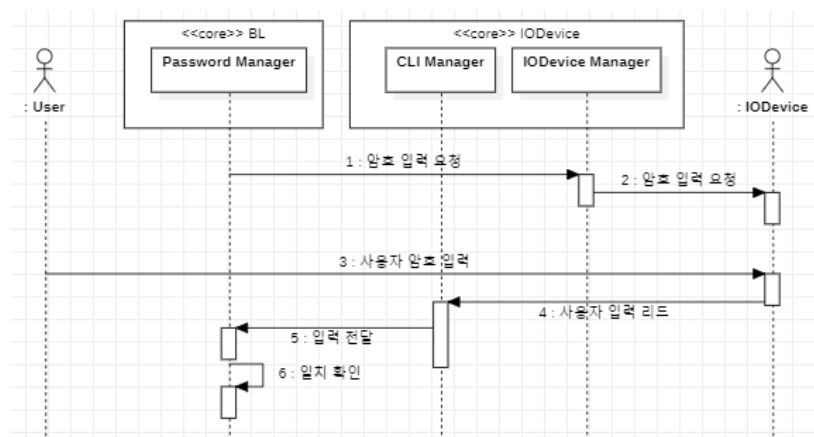 <<core>> BL
<<core>> IODevice
Password Manager
CLI Manager
IODevice Manager
: User
: IODevice
1 : 암호 입력 요청
2 : 암호 입력 요청
3 : 사용자 암호 입력
4 : 사용자 입력 리드
5 : 입력 전달
6 : 일치 확인